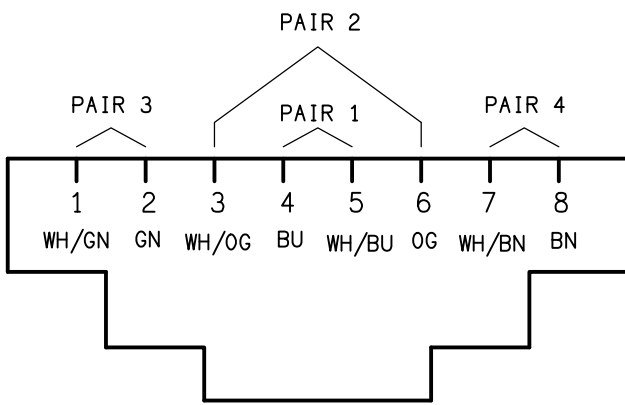 PAIR 2
PAIR 3
PAIR 1
PAIR 4
1 2 3 4 5 6 7 8
WH/GN GN WH/OG BU WH/BU OG WH/BN BN